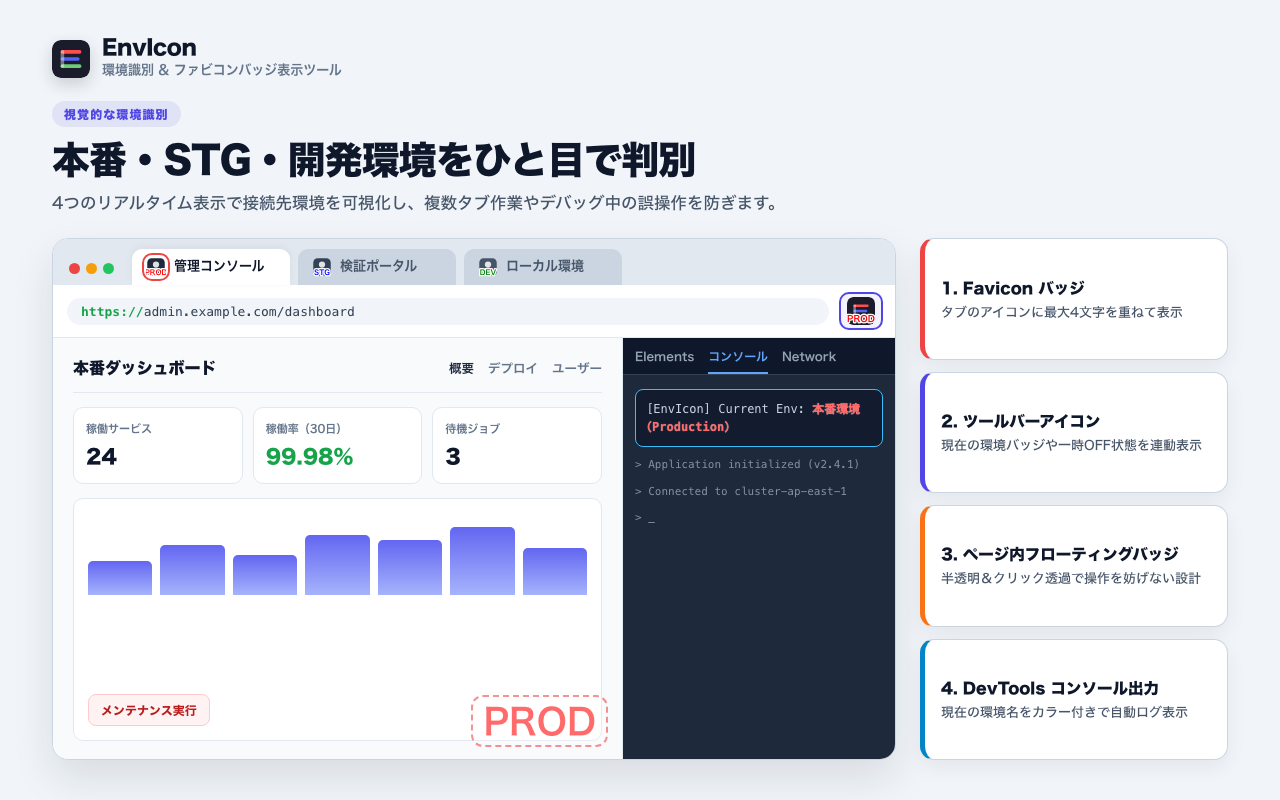 EnvIcon
環境識別 & ファビコンバッジ表示ツール
視覚的な環境識別
本番・STG・開発環境をひと目で判別
4つのリアルタイム表示で接続先環境を可視化し、複数タブ作業やデバッグ中の誤操作を防ぎます。
PROD 管理コンソール
STG 検証ポータル
DEV ローカル環境
https://admin.example.com/dashboard
PROD
本番ダッシュボード
概要 デプロイ ユーザー
稼働サービス
24
稼働率（30日）
99.98%
待機ジョブ
3
メンテナンス実行
PROD
Elements コンソール Network
[EnvIcon] Current Env: 本番環境
(Production)
> Application initialized (v2.4.1)
> Connected to cluster-ap-east-1
> _
1. Favicon バッジ
タブのアイコンに最大4文字を重ねて表示
2. ツールバーアイコン
現在の環境バッジや一時OFF状態を連動表示
3. ページ内フローティングバッジ
半透明＆クリック透過で操作を妨げない設計
4. DevTools コンソール出力
現在の環境名をカラー付きで自動ログ表示